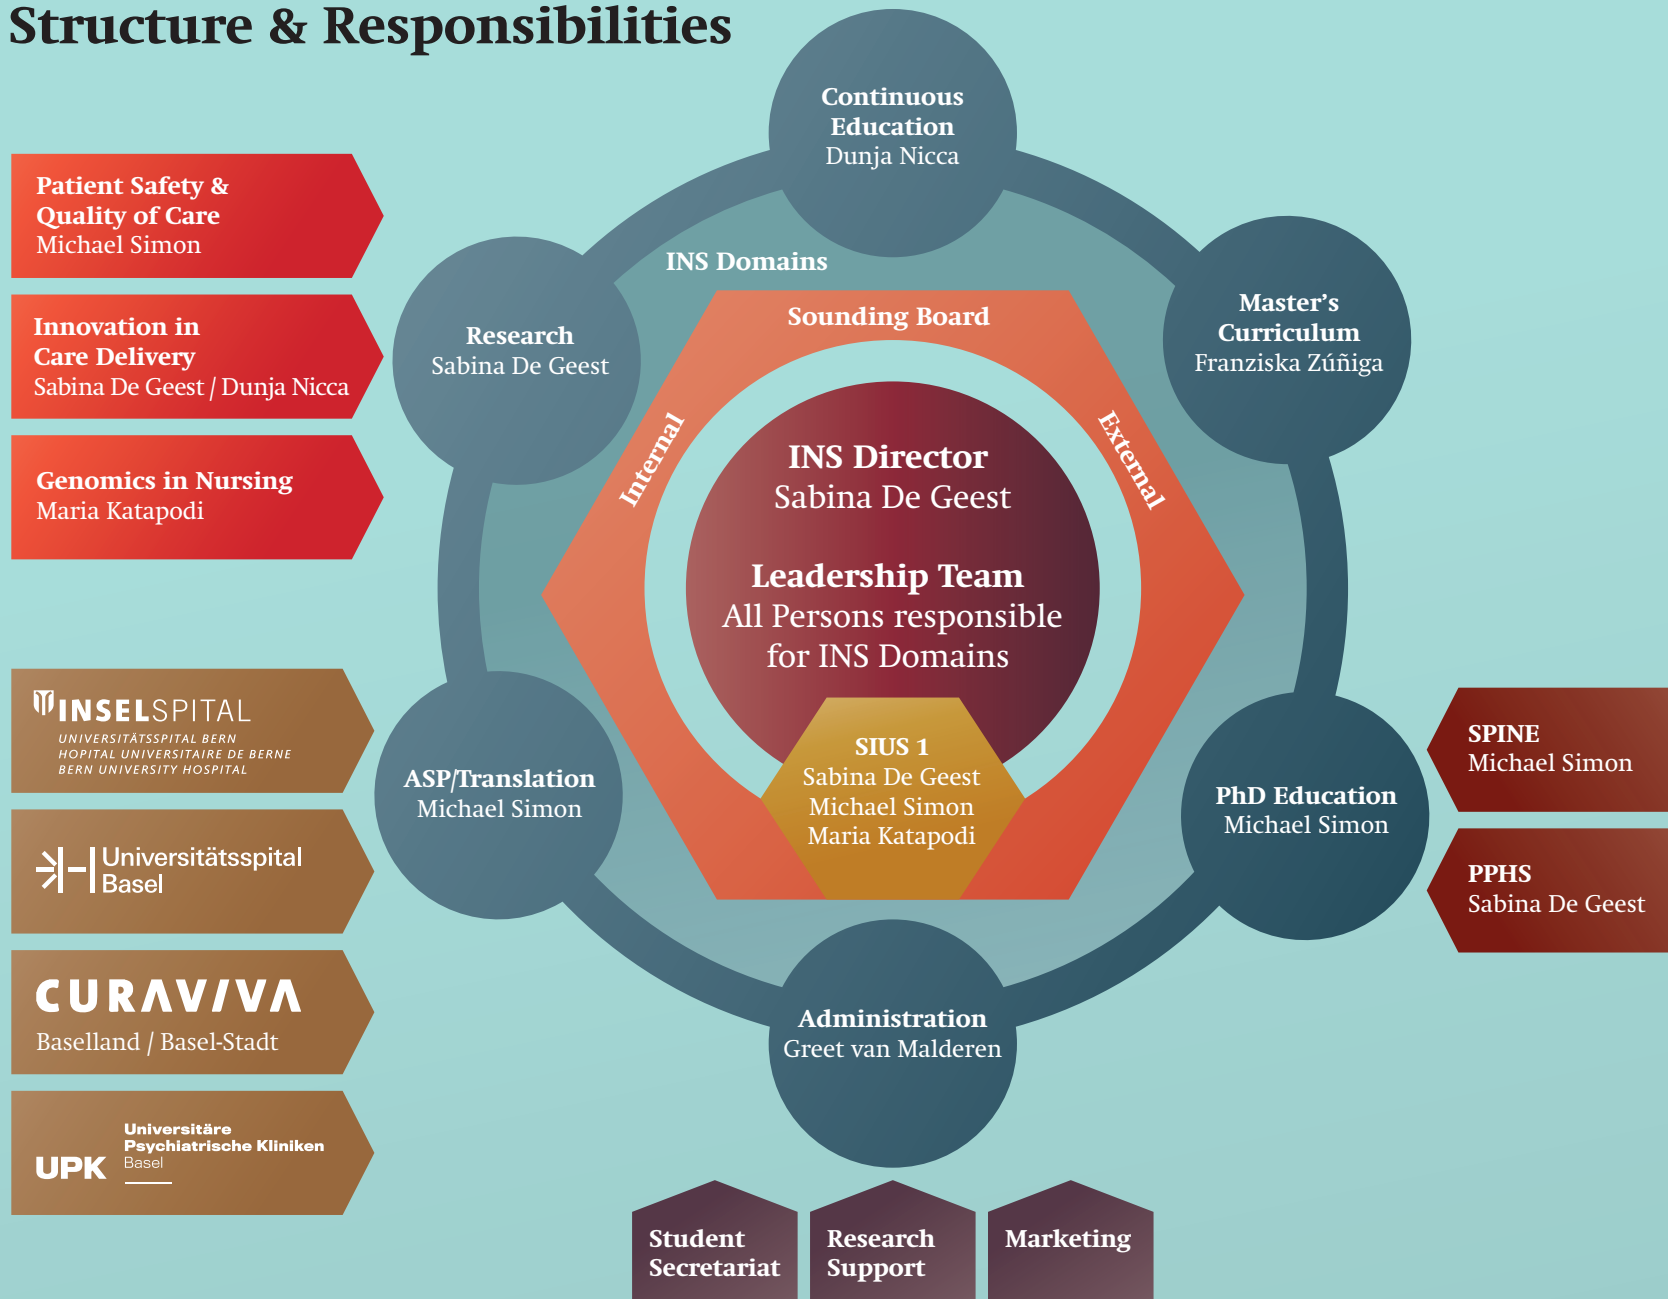 Structure & Responsibilities
Continuous
Education
Dunja Nicca
Patient Safety &
Quality of Care
Michael Simon
Innovation in
Care Delivery
Sabina De Geest / Dunja Nicca
Genomics in Nursing
Maria Katapodi
Research
Sabina De Geest
INS Domains
Master's
Curriculum
Franziska Zúñiga
Sounding Board
Internal
External
INS Director
Sabina De Geest
Leadership Team
All Persons responsible
for INS Domains
SIUS 1
Sabina De Geest
Michael Simon
Maria Katapodi
INSELSPITAL
UNIVERSITÄTSSPITAL BERN
HOPITAL UNIVERSITAIRE DE BERNE
BERN UNIVERSITY HOSPITAL
Universitätsspital
Basel
CURAVIVA
Baselland / Basel-Stadt
UPK
Universitäre
Psychiatrische Kliniken
Basel
ASP/Translation
Michael Simon
PhD Education
Michael Simon
SPINE
Michael Simon
PPHS
Sabina De Geest
Administration
Greet van Malderen
Student
Secretariat
Research
Support
Marketing